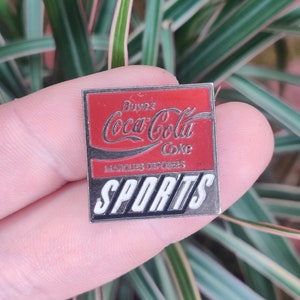 Buvez
Coca-Cola
Coke
MARQUES DEPOSEES
SPORTS